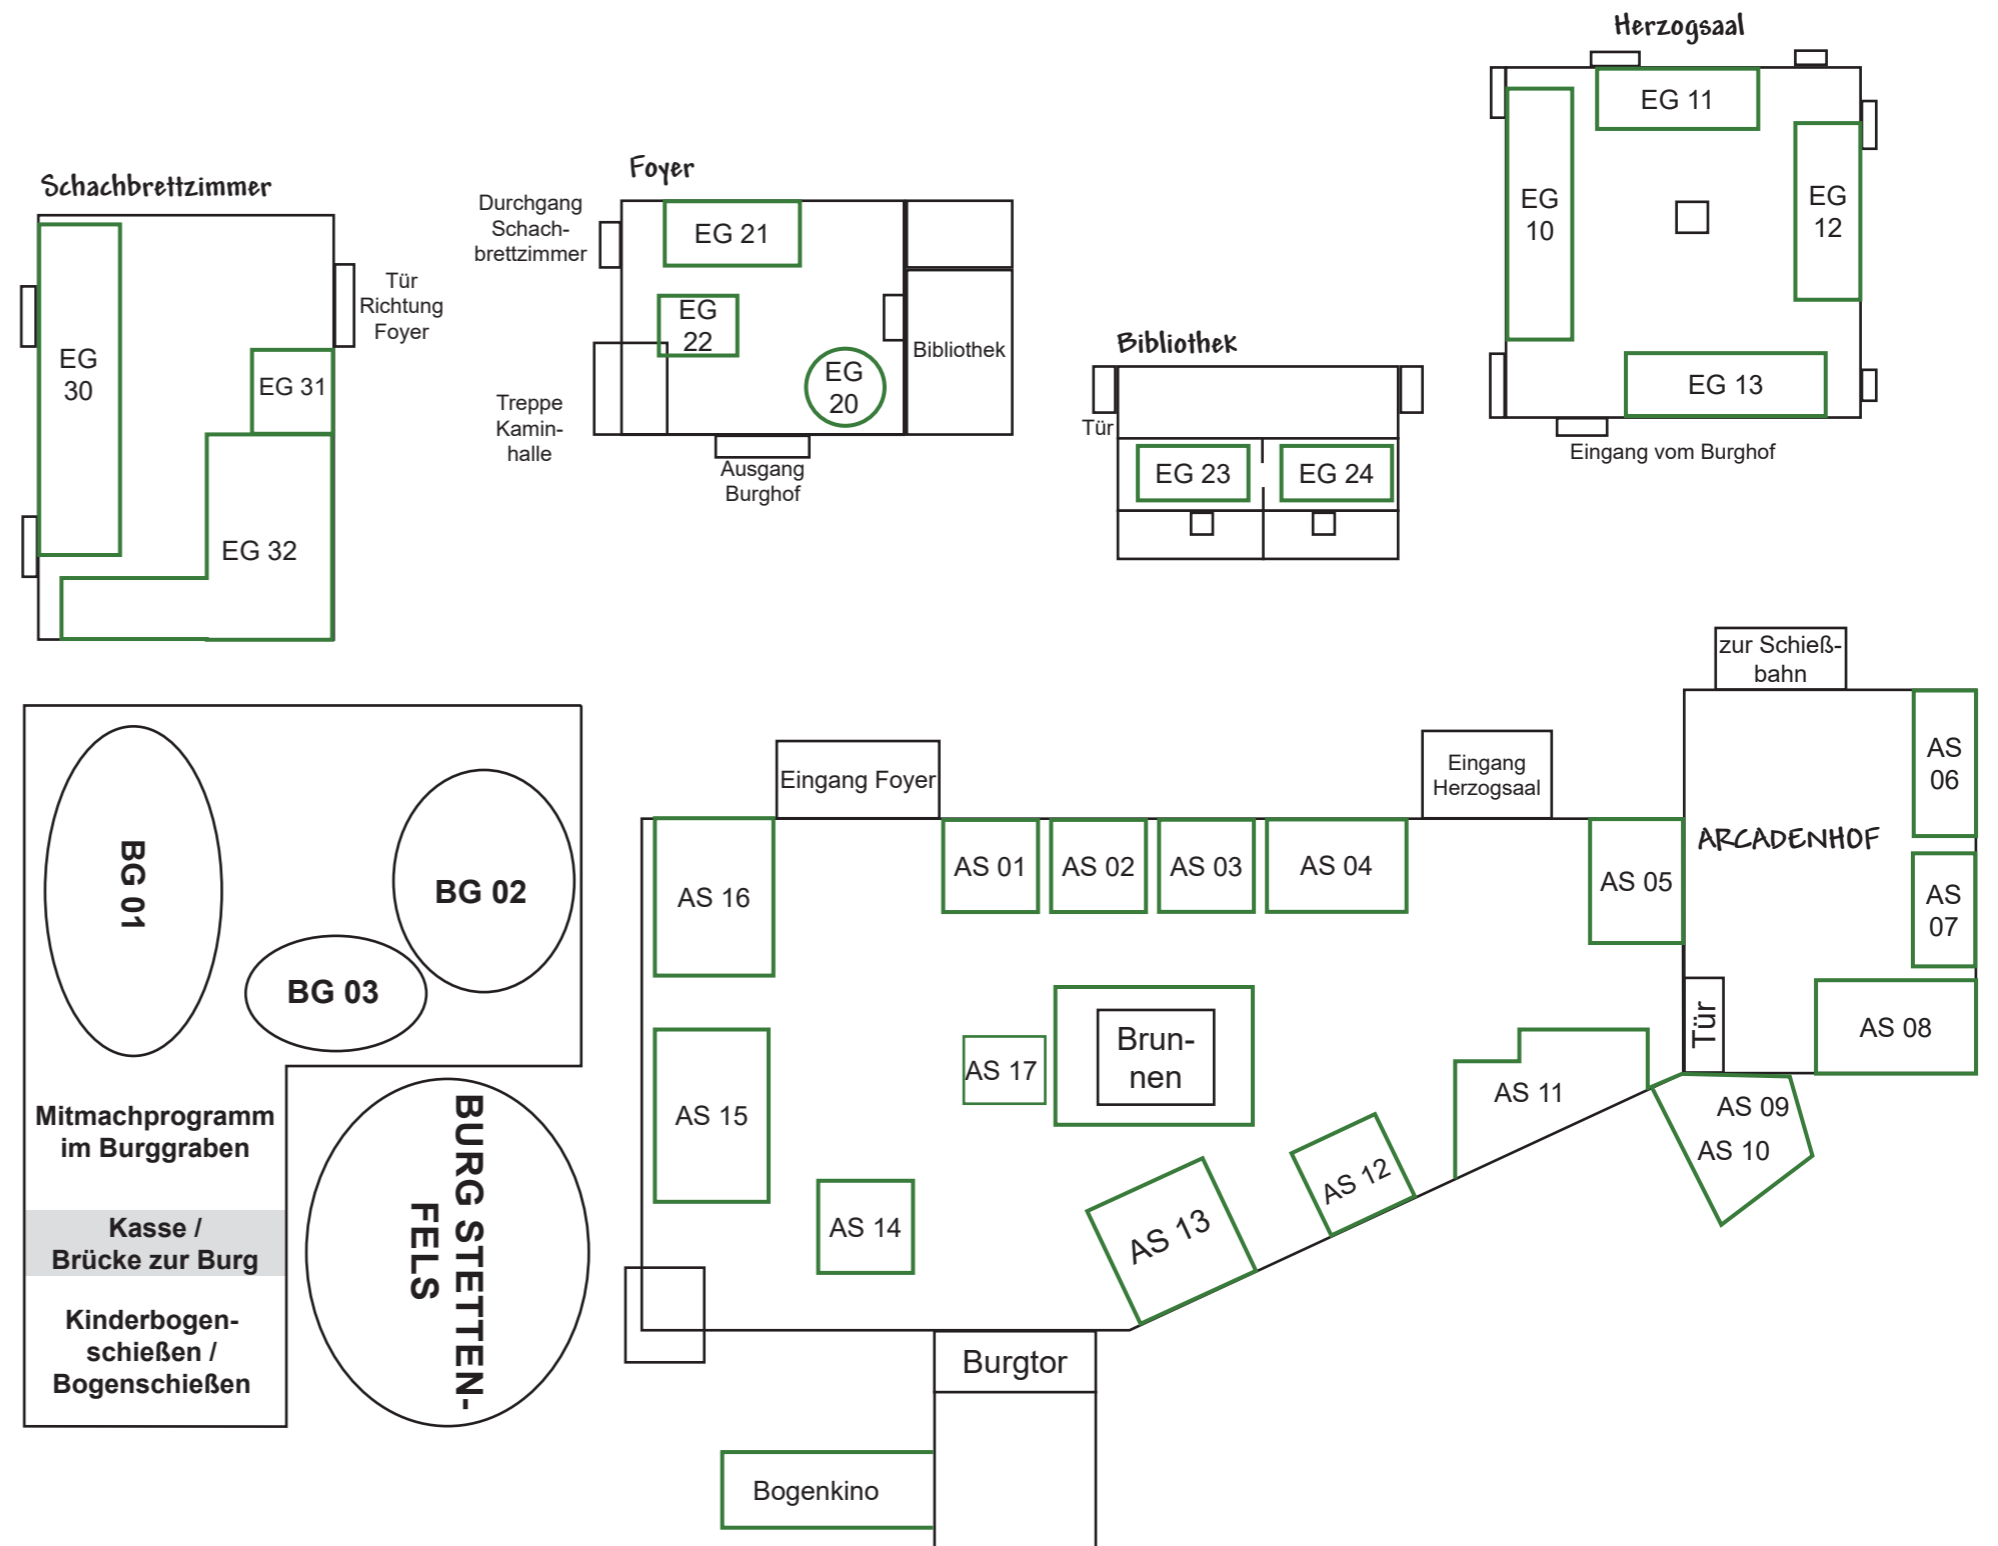 Herzogsaal
EG 11
EG
10
EG
12
EG 13
Eingang vom Burghof
Schachbrettzimmer
EG
30
EG 31
EG 32
Tür
Richtung
Foyer
Foyer
Durchgang
Schach-
brettzimmer
EG 21
EG
22
EG
20
Bibliothek
Treppe
Kamin-
halle
Ausgang
Burghof
Bibliothek
Tür
EG 23
EG 24
BG 01
BG 02
BG 03
Mitmachprogramm
im Burggraben
Kasse /
Brücke zur Burg
Kinderbogen-
schießen /
Bogenschießen
BURG STETTEN-
FELS
zur Schieß-
bahn
Eingang Foyer
Eingang
Herzogsaal
ARCADENHOF
AS
06
AS
07
AS 08
Tür
AS 16
AS 01
AS 02
AS 03
AS 04
AS 05
AS 15
AS 17
Brun-
nen
AS 11
AS 09
AS 10
AS 14
AS 13
AS 12
Burgtor
Bogenkino